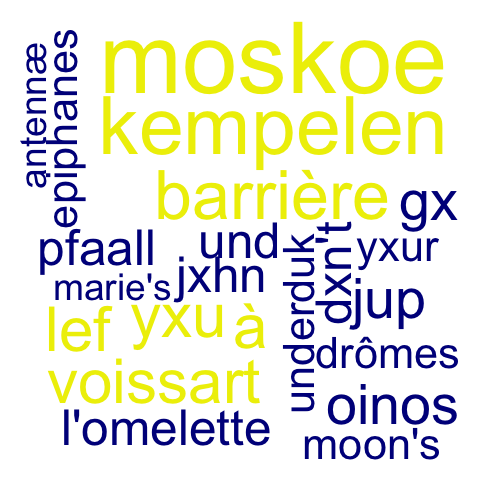 moskoe
kempelen
antennæ
epiphanes
barrière
gx
pfaall
und
yxur
jxhn
marie's
underduk
dxn't
jup
lef
yxu
à
drômes
voissart
oinos
l'omelette
moon's